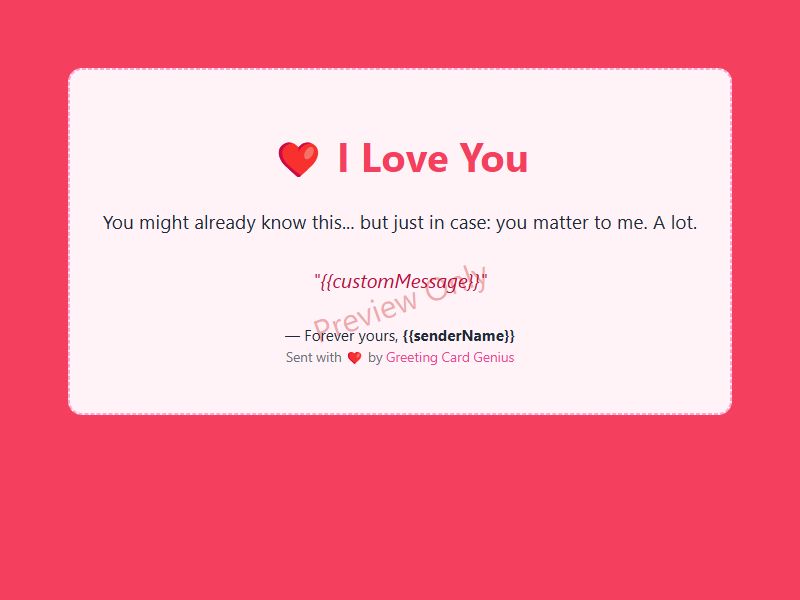 ❤️ I Love You
You might already know this... but just in case: you matter to me. A lot.
"{{customMessage}}"
Preview Only
— Forever yours, {{senderName}}
Sent with ❤️ by Greeting Card Genius